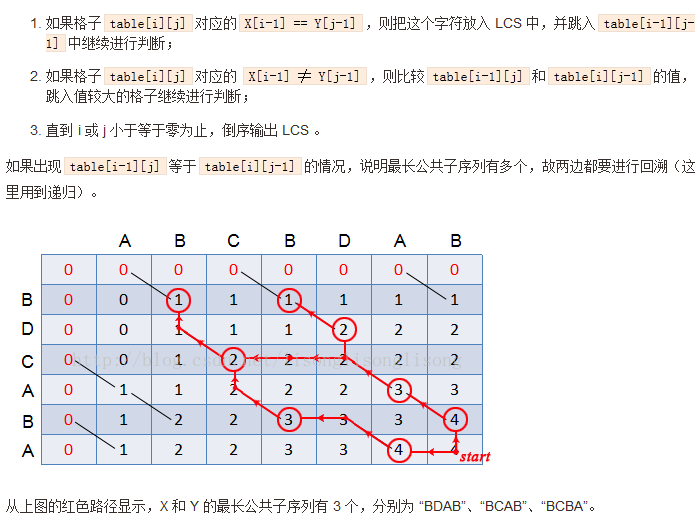 1. 如果格子 table[i][j] 对应的 X[i-1] == Y[j-1] ，则把这个字符放入 LCS 中，并跳入 table[i-1][j-
1] 中继续进行判断；
2. 如果格子 table[i][j] 对应的 X[i-1] ≠ Y[j-1] ，则比较 table[i-1][j] 和 table[i][j-1] 的值，
跳入值较大的格子继续进行判断；
3. 直到 i 或 j 小于等于零为止，倒序输出 LCS 。
如果出现 table[i-1][j] 等于 table[i][j-1] 的情况，说明最长公共子序列有多个，故两边都要进行回溯（这
里用到递归）。
A B C B D A B
0 0 0 0 0 0 0 0
B 0 0 1 1 1 1 1 1
D 0 0 1 1 1 2 2 2
C 0 0 1 2 2 2 2 2
A 0 1 1 2 2 2 3 3
B 0 1 2 2 3 3 3 4
A 0 1 2 2 3 3 4 4
start
从上图的红色路径显示，X 和 Y 的最长公共子序列有 3 个，分别为 “BDAB”、“BCAB”、“BCBA”。